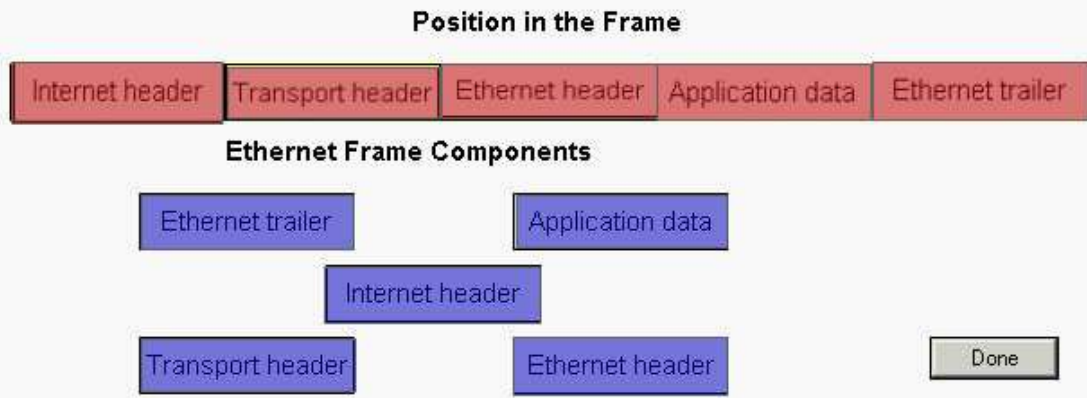 Position in the Frame
Internet header Transport header Ethernet header Application data Ethernet trailer
Ethernet Frame Components
Ethernet trailer Application data
Internet header
Transport header Ethernet header Done